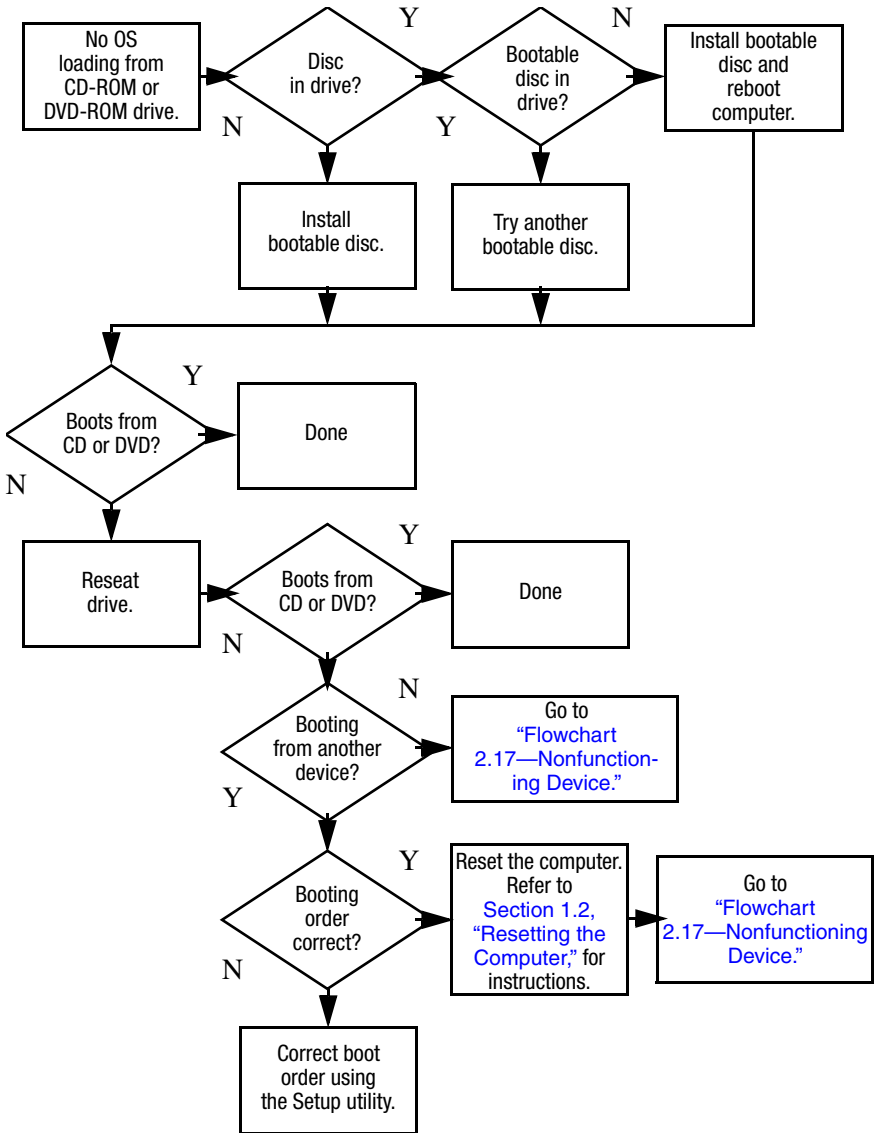 No OS
loading from
CD-ROM or
DVD-ROM drive.
Disc
in drive?
Y
N
Bootable
disc in
drive?
N
Y
Install bootable
disc and
reboot
computer.
Install
bootable disc.
Try another
bootable disc.
Boots from
CD or DVD?
Y
N
Done
Reseat
drive.
Boots from
CD or DVD?
Y
N
Done
Booting
from another
device?
N
Y
Go to
“Flowchart
2.17—Nonfunction-
ing Device.”
Booting
order
correct?
Y
N
Reset the computer.
Refer to
Section 1.2,
“Resetting the
Computer,” for
instructions.
Go to
“Flowchart
2.17—Nonfunctioning
Device.”
Correct boot
order using
the Setup utility.